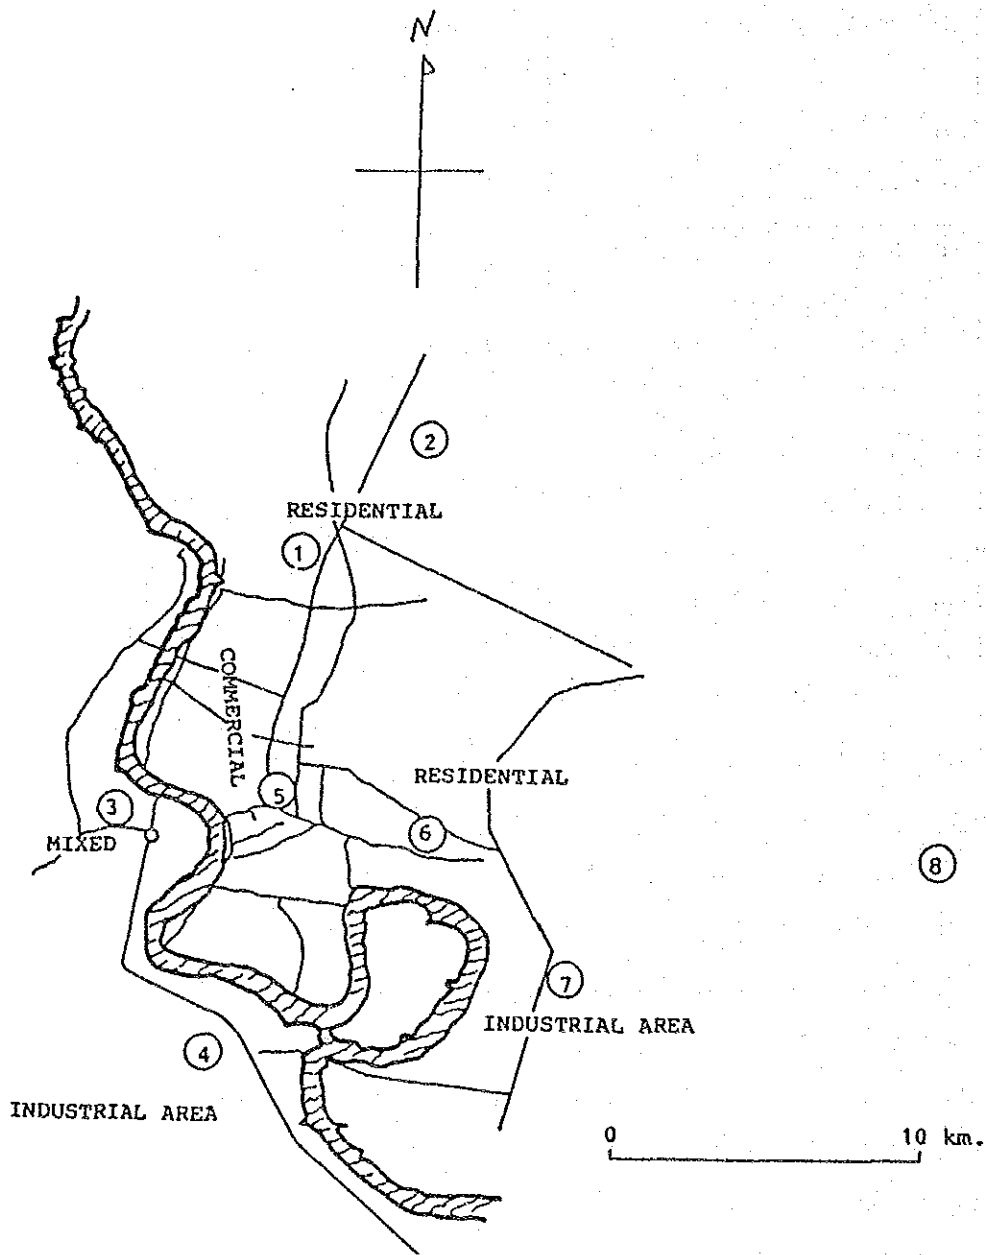 N
2
RESIDENTIAL
1
COMMERCIAL
RESIDENTIAL
5
3
6
MIXED
8
7
INDUSTRIAL AREA
4
INDUSTRIAL AREA
0 10 km.